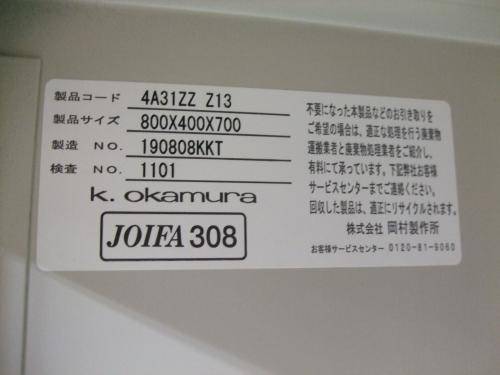 製品コード 4A31ZZ Z13
製品サイズ 800X400X700
製造 NO. 190808KKT
検査 NO. 1101
k. okamura
JOIFA 308
不要になった本製品などのお引き取りを
ご希望の場合は、適正な処理を行う廃棄物
運搬業者と廃棄物処理業者をご紹介し、
有料にて承っています。下記弊社お客様
サービスセンターまでご連絡ください。
回収した製品は、適正にリサイクルされます。
株式会社 岡村製作所
お客様サービスセンター 0120-81-9060